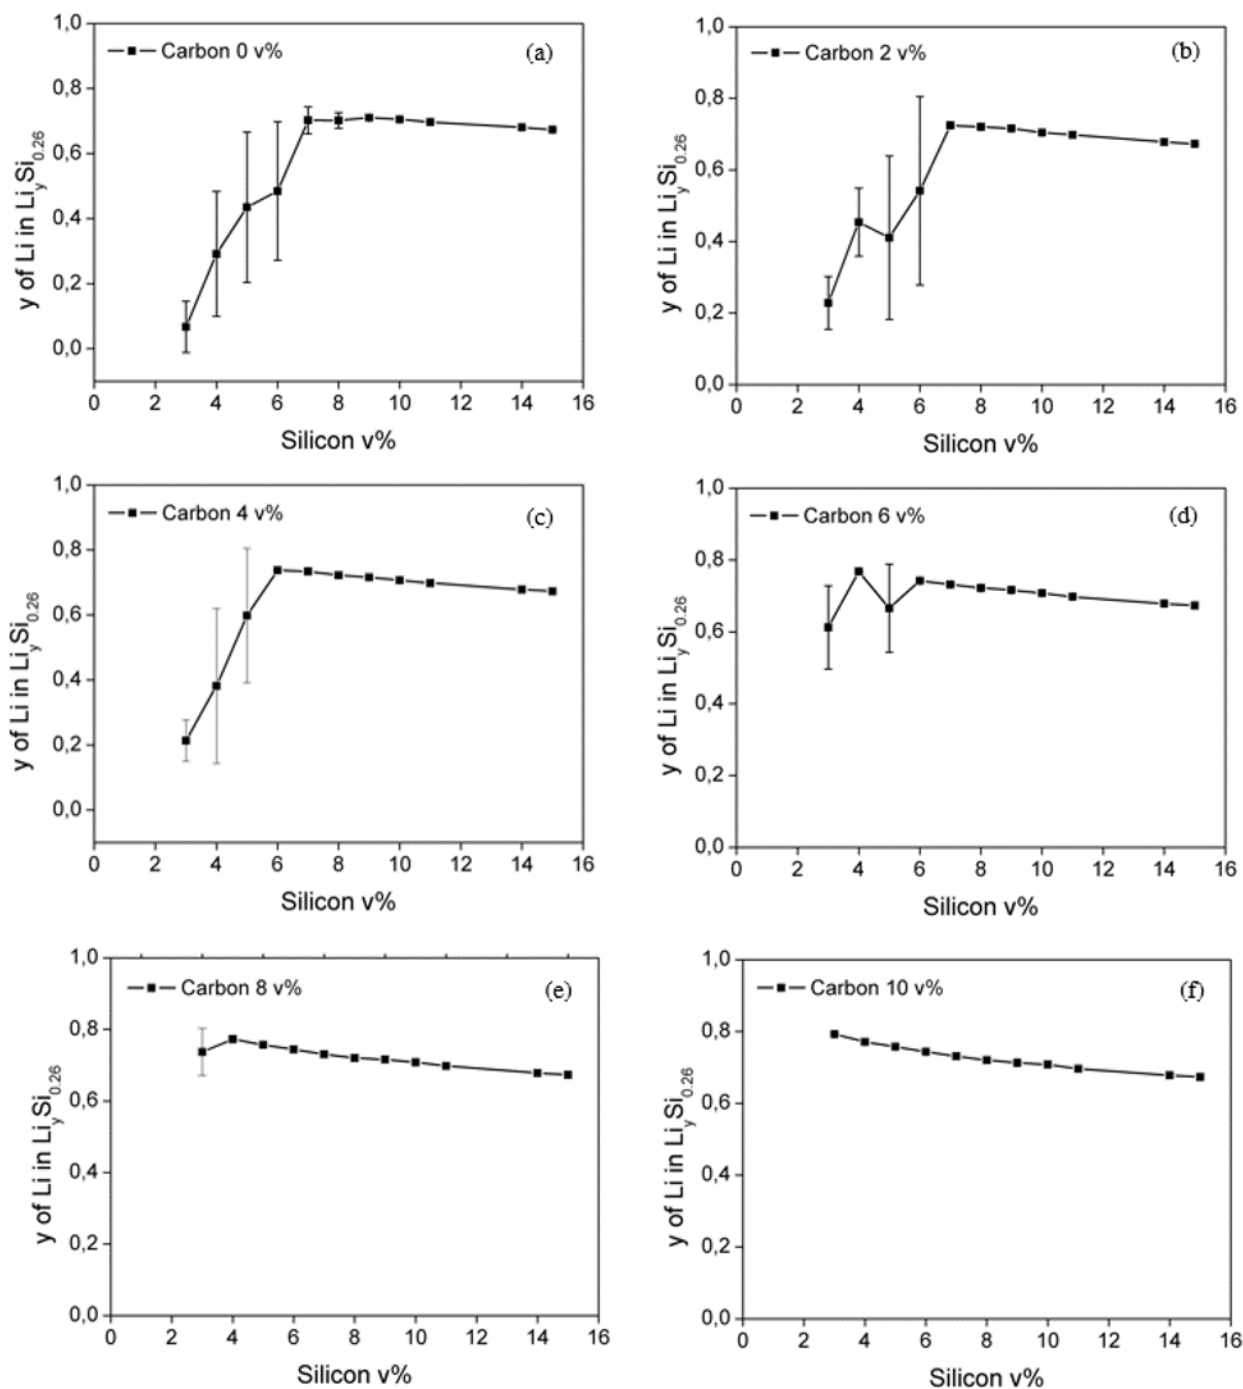 Carbon 0 v%
(a)
1,0
0,8
0,6
0,4
0,2
0,0
y of Li in LiySi0.26
0 2 4 6 8 10 12 14 16
Silicon v%
Carbon 2 v%
(b)
1,0
0,8
0,6
0,4
0,2
0,0
y of Li in LiySi0.26
0 2 4 6 8 10 12 14 16
Silicon v%
Carbon 4 v%
(c)
1,0
0,8
0,6
0,4
0,2
0,0
y of Li in LiySi0.26
0 2 4 6 8 10 12 14 16
Silicon v%
Carbon 6 v%
(d)
1,0
0,8
0,6
0,4
0,2
0,0
y of Li in LiySi0.26
0 2 4 6 8 10 12 14 16
Silicon v%
Carbon 8 v%
(e)
1,0
0,8
0,6
0,4
0,2
0,0
y of Li in LiySi0.26
0 2 4 6 8 10 12 14 16
Silicon v%
Carbon 10 v%
(f)
1,0
0,8
0,6
0,4
0,2
0,0
y of Li in LiySi0.26
0 2 4 6 8 10 12 14 16
Silicon v%